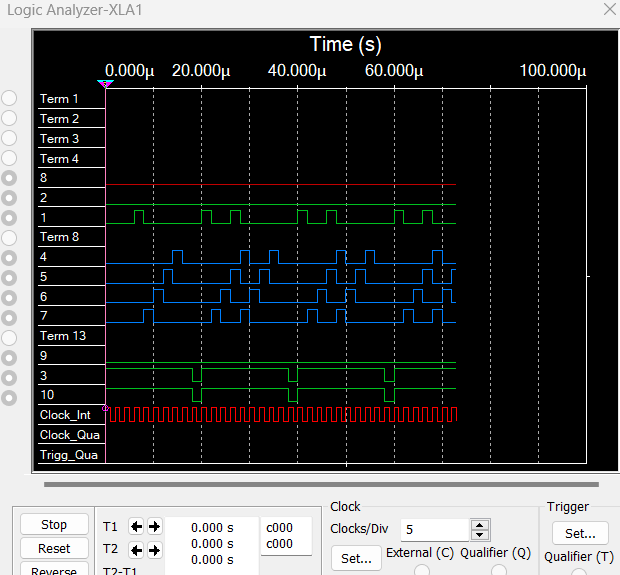 Logic Analyzer-XLA1
Time (s)
0.000µ 20.000µ 40.000µ 60.000µ 100.000µ
Term 1
Term 2
Term 3
Term 4
8
2
1
Term 8
4
5
6
7
Term 13
9
3
10
Clock_Int
Clock_Qua
Trigg_Qua
Stop
Reset
Reverse
T1
T2
T2-T1
0.000 s
0.000 s
0.000 s
c000
c000
Clock
Clocks/Div 5
Set...
External (C) Qualifier (Q)
Trigger
Set...
Qualifier (T)